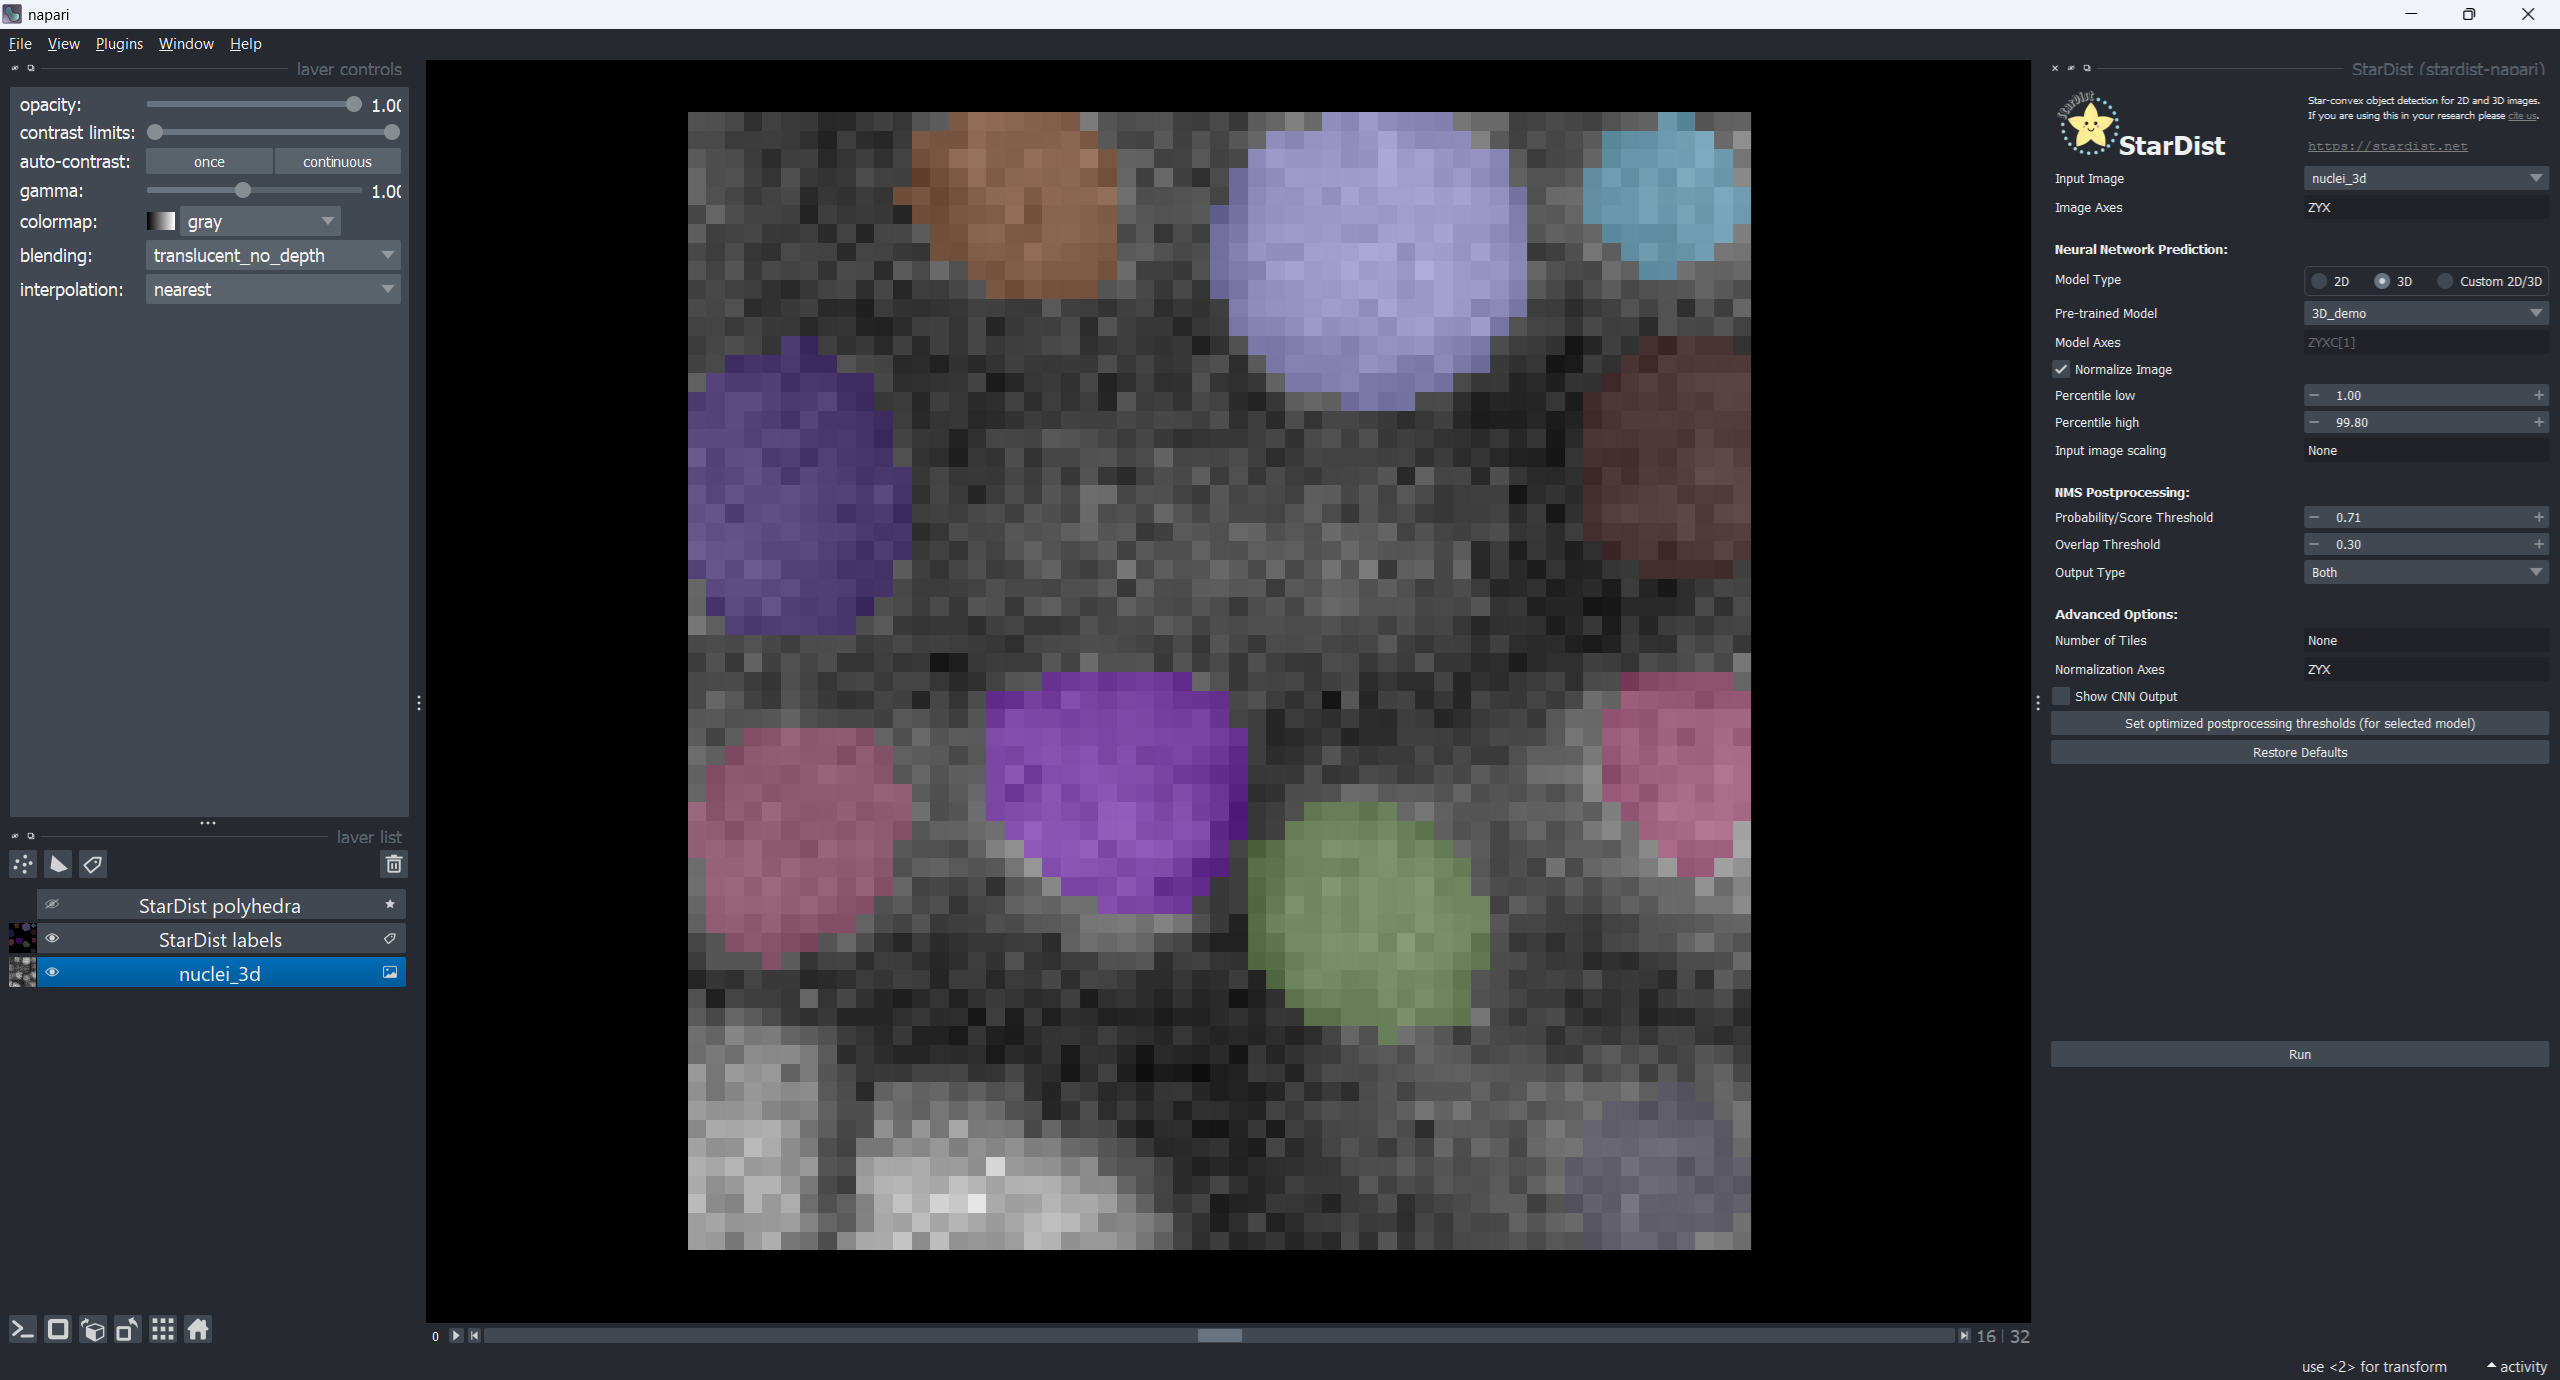 napari
File View Plugins Window Help
layer controls
opacity: 1.00
contrast limits:
auto-contrast: once continuous
gamma: 1.00
colormap: gray
blending: translucent_no_depth
interpolation: nearest
layer list
StarDist polyhedra
StarDist labels
nuclei_3d
0 16 32
StarDist (stardist-napari)
StarDist
StarDist
Star-convex object detection for 2D and 3D images.
If you are using this in your research please cite us.
https://stardist.net
Input Image nuclei_3d
Image Axes ZYX
Neural Network Prediction:
Model Type 2D 3D Custom 2D/3D
Pre-trained Model 3D_demo
Model Axes ZYXC[1]
Normalize Image
Percentile low 1.00
Percentile high 99.80
Input image scaling None
NMS Postprocessing:
Probability/Score Threshold 0.71
Overlap Threshold 0.30
Output Type Both
Advanced Options:
Number of Tiles None
Normalization Axes ZYX
Show CNN Output
Set optimized postprocessing thresholds (for selected model)
Restore Defaults
Run
use <2> for transform activity